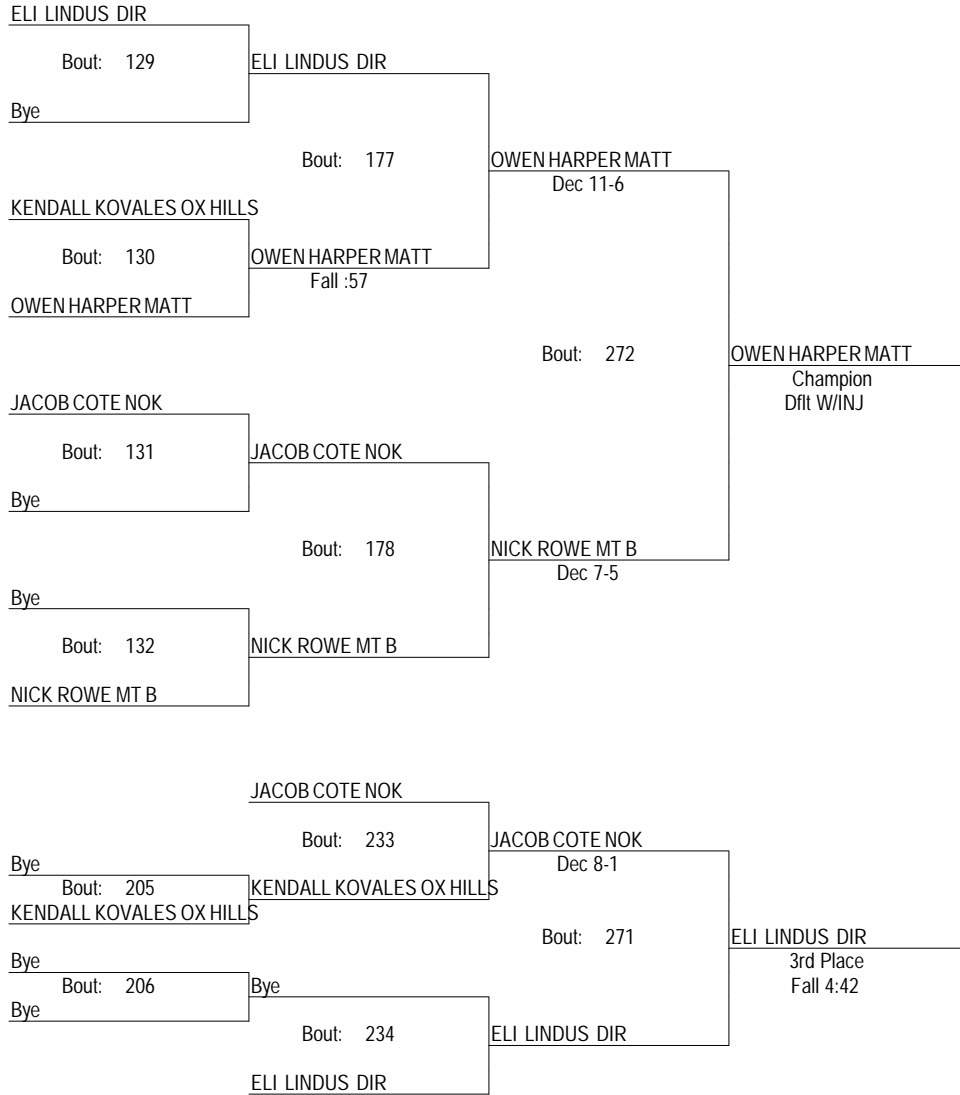 ELI LINDUS DIR
Bout: 129 ELI LINDUS DIR
Bye
Bout: 177 OWEN HARPER MATT
Dec 11-6
KENDALL KOVALES OX HILLS
Bout: 130 OWEN HARPER MATT
Fall :57
OWEN HARPER MATT
Bout: 272 OWEN HARPER MATT
Champion
JACOB COTE NOK Dflt W/INJ
Bout: 131 JACOB COTE NOK
Bye
Bout: 178 NICK ROWE MT B
Dec 7-5
Bye
Bout: 132 NICK ROWE MT B
NICK ROWE MT B
JACOB COTE NOK
Bout: 233 JACOB COTE NOK
Bye Dec 8-1
Bout: 205 KENDALL KOVALES OX HILLS
KENDALL KOVALES OX HILLS
Bout: 271 ELI LINDUS DIR
Bye 3rd Place
Bout: 206 Bye Fall 4:42
Bye
Bout: 234 ELI LINDUS DIR
ELI LINDUS DIR